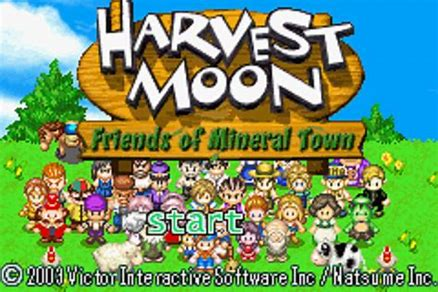 HARVEST
MOON
Friends of Mineral Town
start
© 2003 Victor Interactive Software Inc / Natsume Inc.